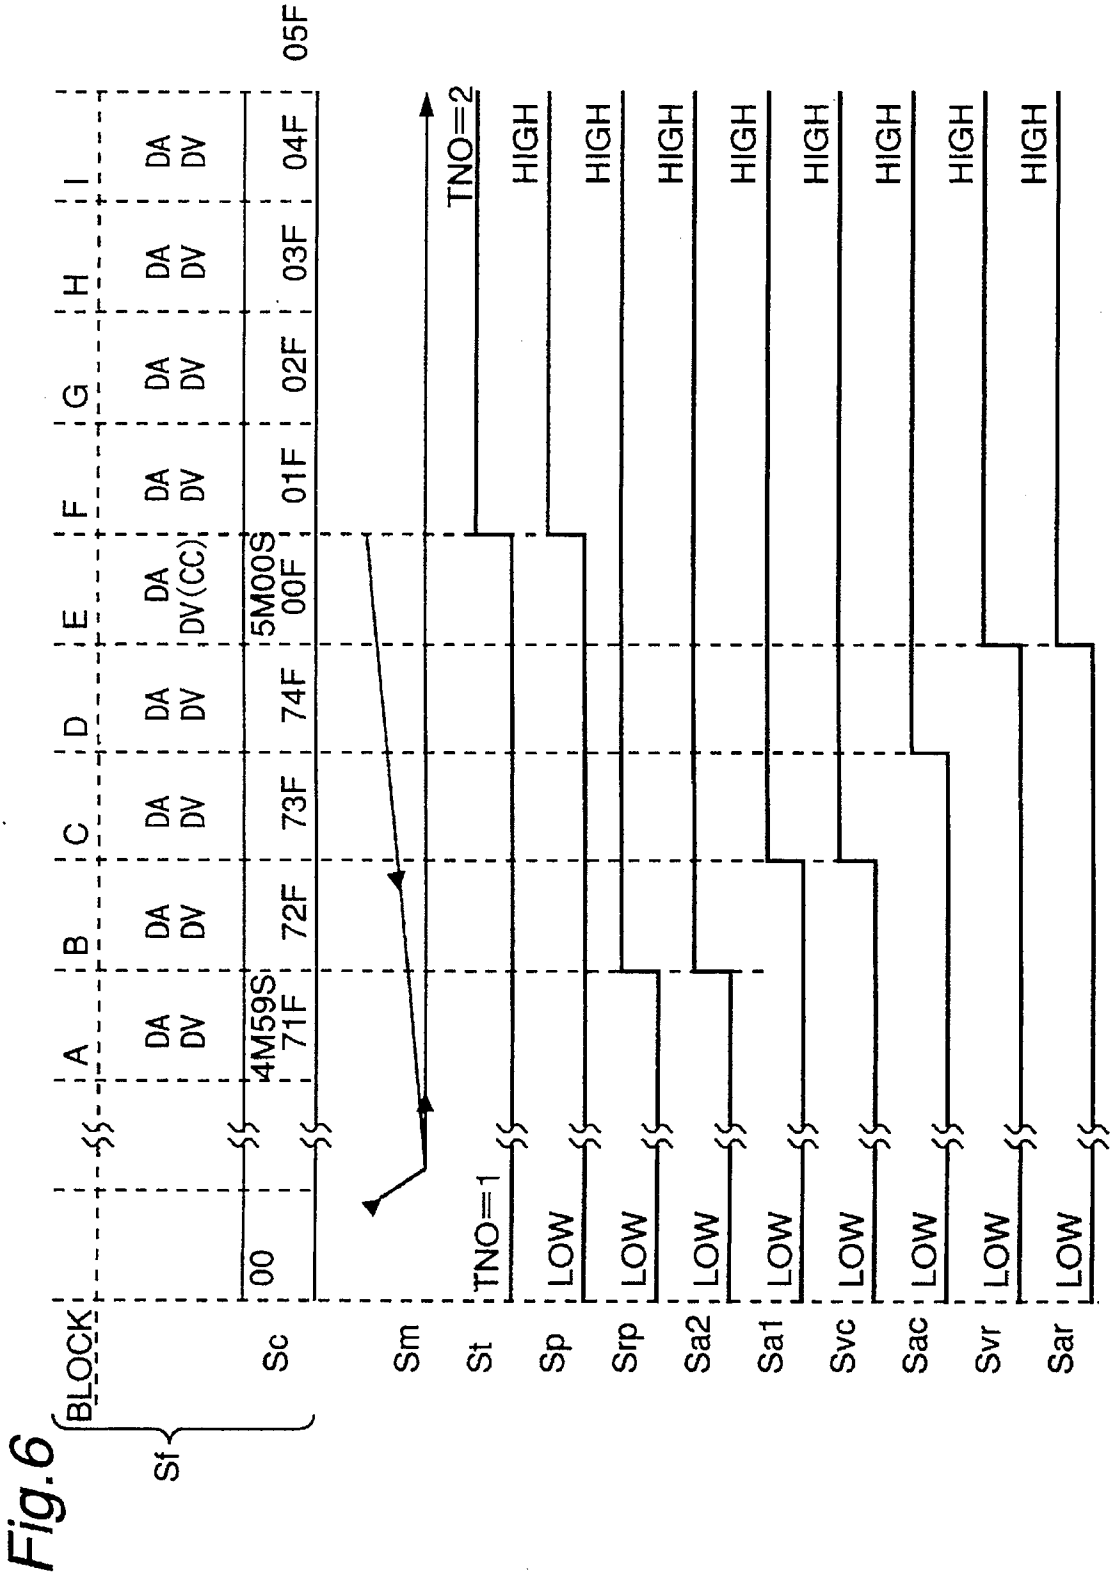 Fig.6
BLOCK A B C D E F G H I
Sf
DA DA DA DA DA DA DA DA DA
DV DV DV DV DV(CC) DV DV DV DV
4M59S 5M00S
Sc 00 71F 72F 73F 74F 00F 01F 02F 03F 04F 05F
Sm
St TNO=1 TNO=2
Sp LOW HIGH
Srp LOW HIGH
Sa2 LOW HIGH
Sa1 LOW HIGH
Svc LOW HIGH
Sac LOW HIGH
Svr LOW HIGH
Sar LOW HIGH